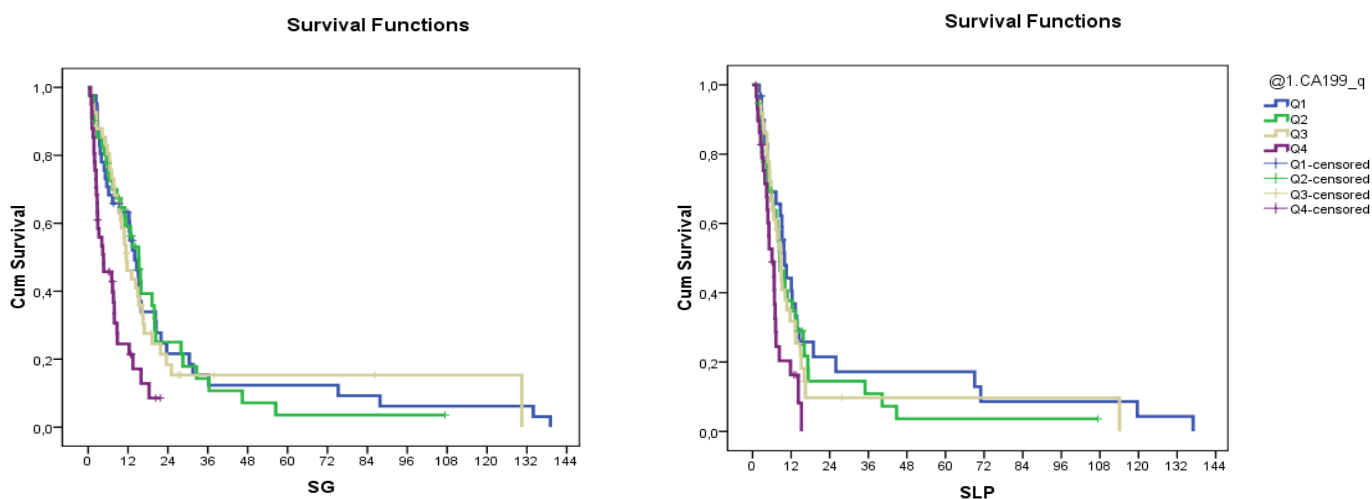 Survival Functions
Cum Survival
1,0
0,8
0,6
0,4
0,2
0,0
0 12 24 36 48 60 72 84 96 108 120 132 144
SG
Survival Functions
Cum Survival
1,0
0,8
0,6
0,4
0,2
0,0
0 12 24 36 48 60 72 84 96 108 120 132 144
SLP
@1.CA199_q
Q1
Q2
Q3
Q4
Q1-censored
Q2-censored
Q3-censored
Q4-censored